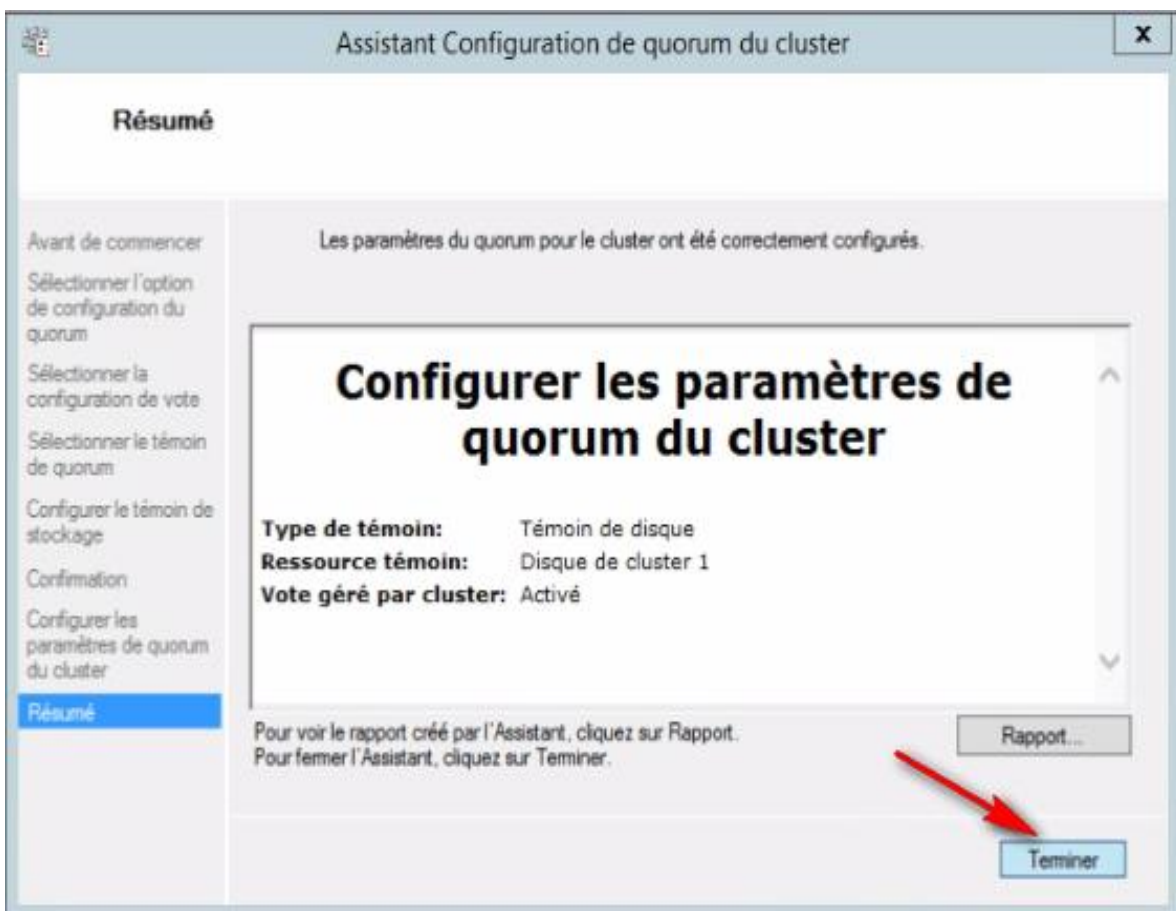 Assistant Configuration de quorum du cluster
x
Résumé
Avant de commencer
Sélectionner l'option
de configuration du
quorum
Sélectionner la
configuration de vote
Sélectionner le témoin
de quorum
Configurer le témoin de
stockage
Confirmation
Configurer les
paramètres de quorum
du cluster
Résumé
Les paramètres du quorum pour le cluster ont été correctement configurés.
Configurer les paramètres de
quorum du cluster
Type de témoin: Témoin de disque
Ressource témoin: Disque de cluster 1
Vote géré par cluster: Activé
Pour voir le rapport créé par l'Assistant, cliquez sur Rapport.
Pour fermer l'Assistant, cliquez sur Terminer.
Rapport...
Terminer